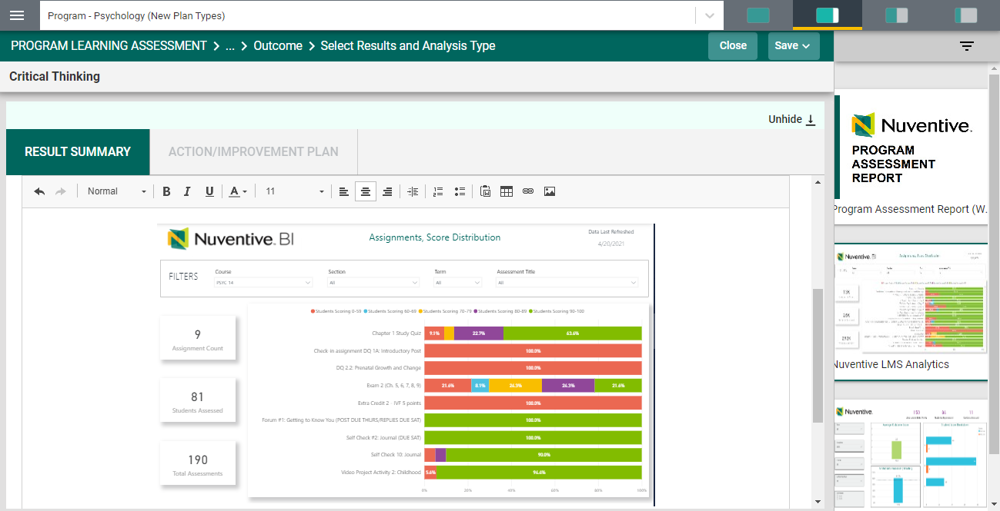 Program - Psychology (New Plan Types)
PROGRAM LEARNING ASSESSMENT > ... > Outcome > Select Results and Analysis Type
Close
Save
Critical Thinking
Unhide
RESULT SUMMARY
ACTION/IMPROVEMENT PLAN
Normal
B I U A
11
Nuventive. BI
Assignments, Score Distribution
Data Last Refreshed
4/20/2021
FILTERS
Course
Section
Term
Assessment Title
PSYC 14
All
All
All
Students Scoring 0-59 Students Scoring 60-69 Students Scoring 70-79 Students Scoring 80-89 Students Scoring 90-100
9
Assignment Count
81
Students Assessed
190
Total Assessments
Chapter 1 Study Quiz 9.1% 22.7% 63.6%
Check-in assignment DQ 1A: Introductory Post 100.0%
DQ 2.2: Prenatal Growth and Change 100.0%
Exam 2 (Ch. 5, 6, 7, 8, 9) 21.6% 8.1% 24.3% 21.6%
Extra Credit 2 - IVF 5 points 100.0%
Forum #1: Getting to Know You (POST DUE THURS/REPLIES DUE SAT) 100.0%
Self Check #2: Journal (DUE SAT) 100.0%
Self Check 10: Journal 90.0%
Video Project Activity 2: Childhood 5.6% 94.4%
0% 20% 40% 60% 80% 100%
Nuventive.
PROGRAM
ASSESSMENT
REPORT
Program Assessment Report (W.
Nuventive. BI
Nuventive LMS Analytics
Nuventive.